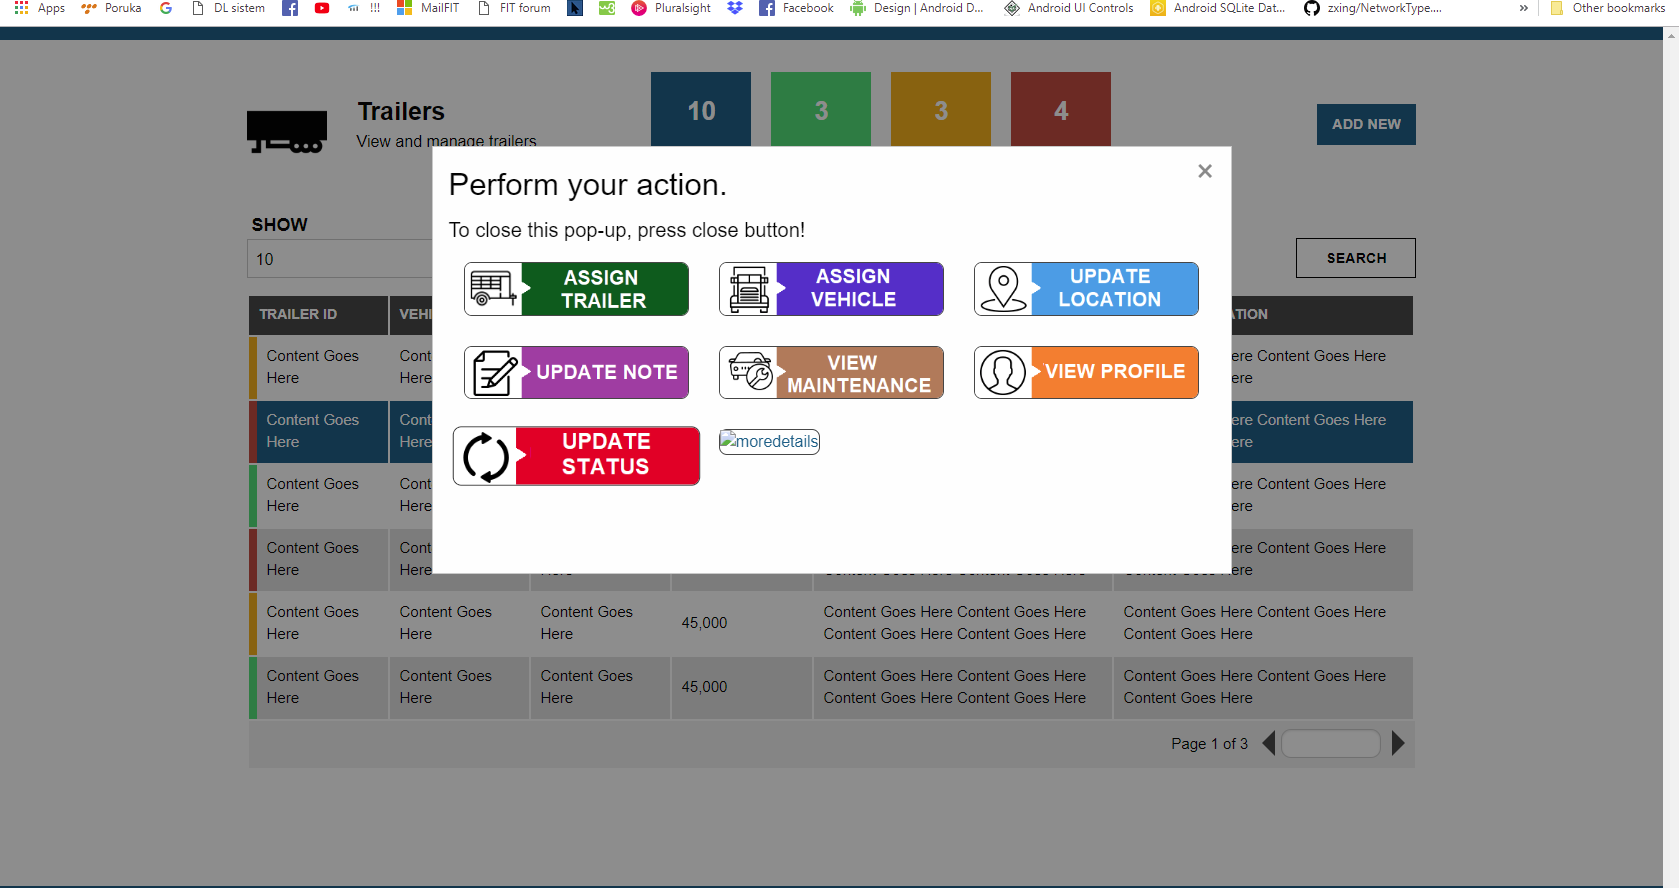 Apps Poruka DL sistem !!! MailFIT FIT forum Pluralsight Facebook Design | Android D... Android UI Controls Android SQLite Dat... zxing/NetworkType.... » Other bookmarks
Trailers
View and manage trailers
10 3 3 4
ADD NEW
Perform your action.
×
To close this pop-up, press close button!
SHOW
10
SEARCH
ASSIGN
TRAILER
ASSIGN
VEHICLE
UPDATE
LOCATION
UPDATE NOTE
VIEW
MAINTENANCE
VIEW PROFILE
UPDATE
STATUS
moredetails
TRAILER ID VEHI ATION
Content Goes Cont ere Content Goes Here
Here Here ere
Content Goes Cont ere Content Goes Here
Here Here ere
Content Goes Cont ere Content Goes Here
Here Here ere
Content Goes Cont ere Content Goes Here
Here Here Here Content Goes Here Content Goes Here ere
Content Goes Content Goes Content Goes 45,000 Content Goes Here Content Goes Here Content Goes Here Content Goes Here
Here Here Here Content Goes Here Content Goes Here Content Goes Here
Content Goes Content Goes Content Goes 45,000 Content Goes Here Content Goes Here Content Goes Here Content Goes Here
Here Here Here Content Goes Here Content Goes Here Content Goes Here
Page 1 of 3